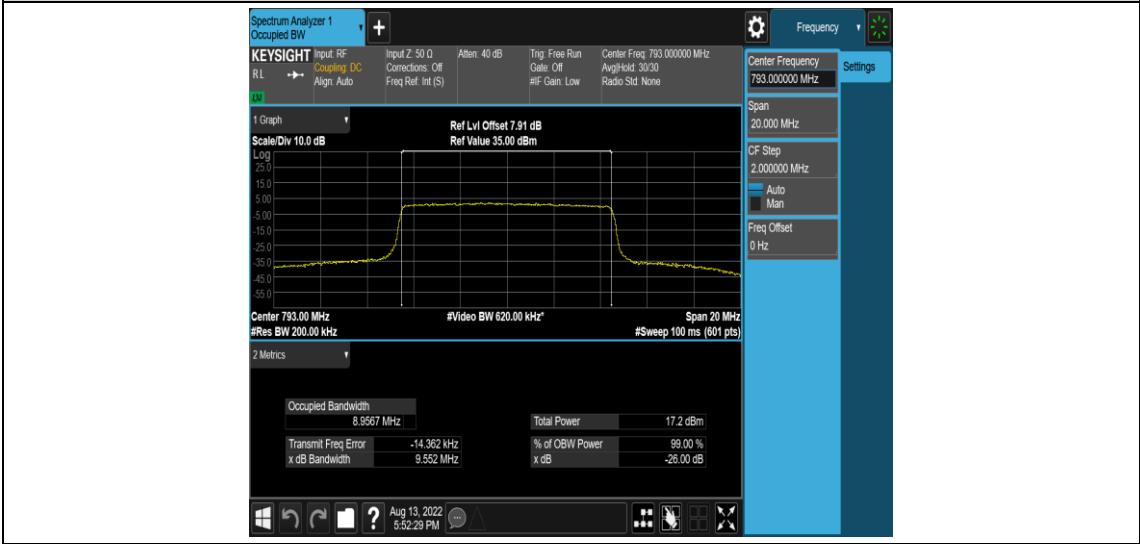 Spectrum Analyzer 1
Occupied BW
+
Frequency
KEYSIGHT Input: RF Input Z: 50 Ω Atten: 40 dB Trig: Free Run Center Freq: 793.000000 MHz
RL Coupling: DC Corrections: Off Gate: Off Avg|Hold: 30/30
Align: Auto Freq Ref: Int (S) #IF Gain: Low Radio Std: None
LNI
Center Frequency
793.000000 MHz
Settings
Span
20.000 MHz
CF Step
2.000000 MHz
Auto
Man
Freq Offset
0 Hz
1 Graph
Ref Lvl Offset 7.91 dB
Scale/Div 10.0 dB Ref Value 35.00 dBm
Log
25.0
15.0
5.00
-5.00
-15.0
-25.0
-35.0
-45.0
-55.0
Center 793.00 MHz #Video BW 620.00 kHz* Span 20 MHz
#Res BW 200.00 kHz #Sweep 100 ms (601 pts)
2 Metrics
Occupied Bandwidth
8.9567 MHz Total Power 17.2 dBm
Transmit Freq Error -14.362 kHz % of OBW Power 99.00 %
x dB Bandwidth 9.552 MHz x dB -26.00 dB
? Aug 13, 2022
5:52:29 PM